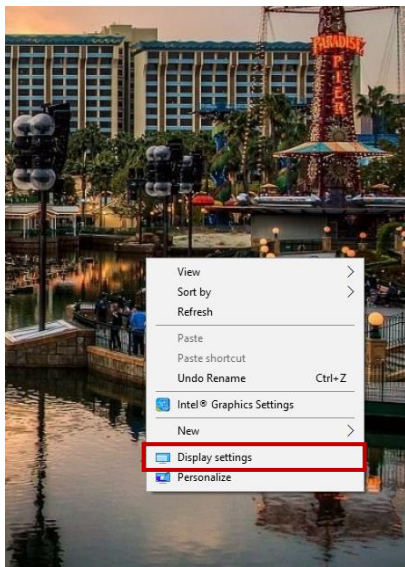 PARADISE
PIER
View
Sort by
Refresh
Paste
Paste shortcut
Undo Rename Ctrl+Z
Intel® Graphics Settings
New
Display settings
Personalize